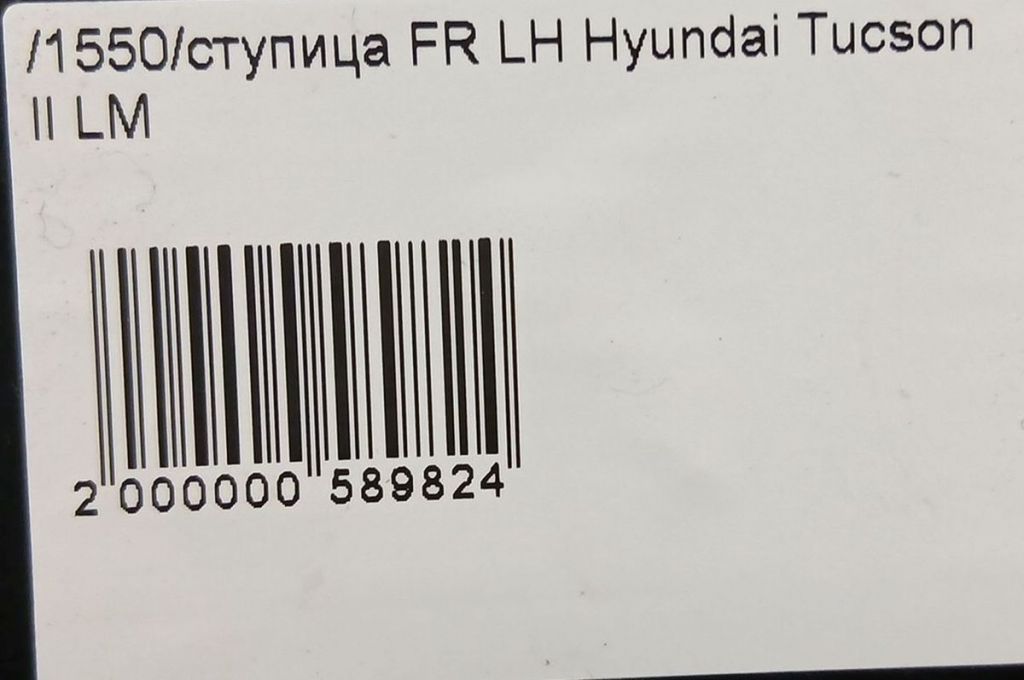 /1550/ступица FR LH Hyundai Tucson
II LM
2 000000 589824